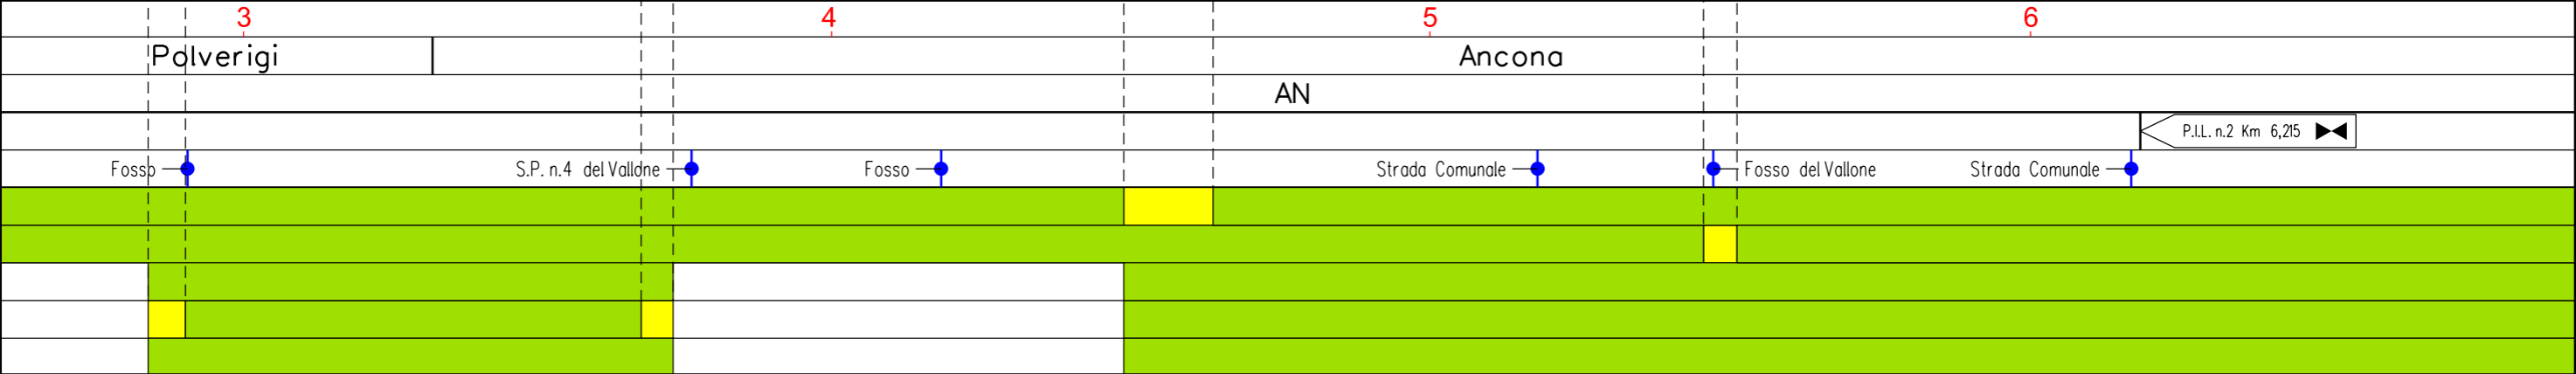 3 4 5 6
Polverigi Ancona
AN
P.I.L. n.2 Km 6,215
Fosso S.P. n.4 del Vallone Fosso Strada Comunale Fosso del Vallone Strada Comunale